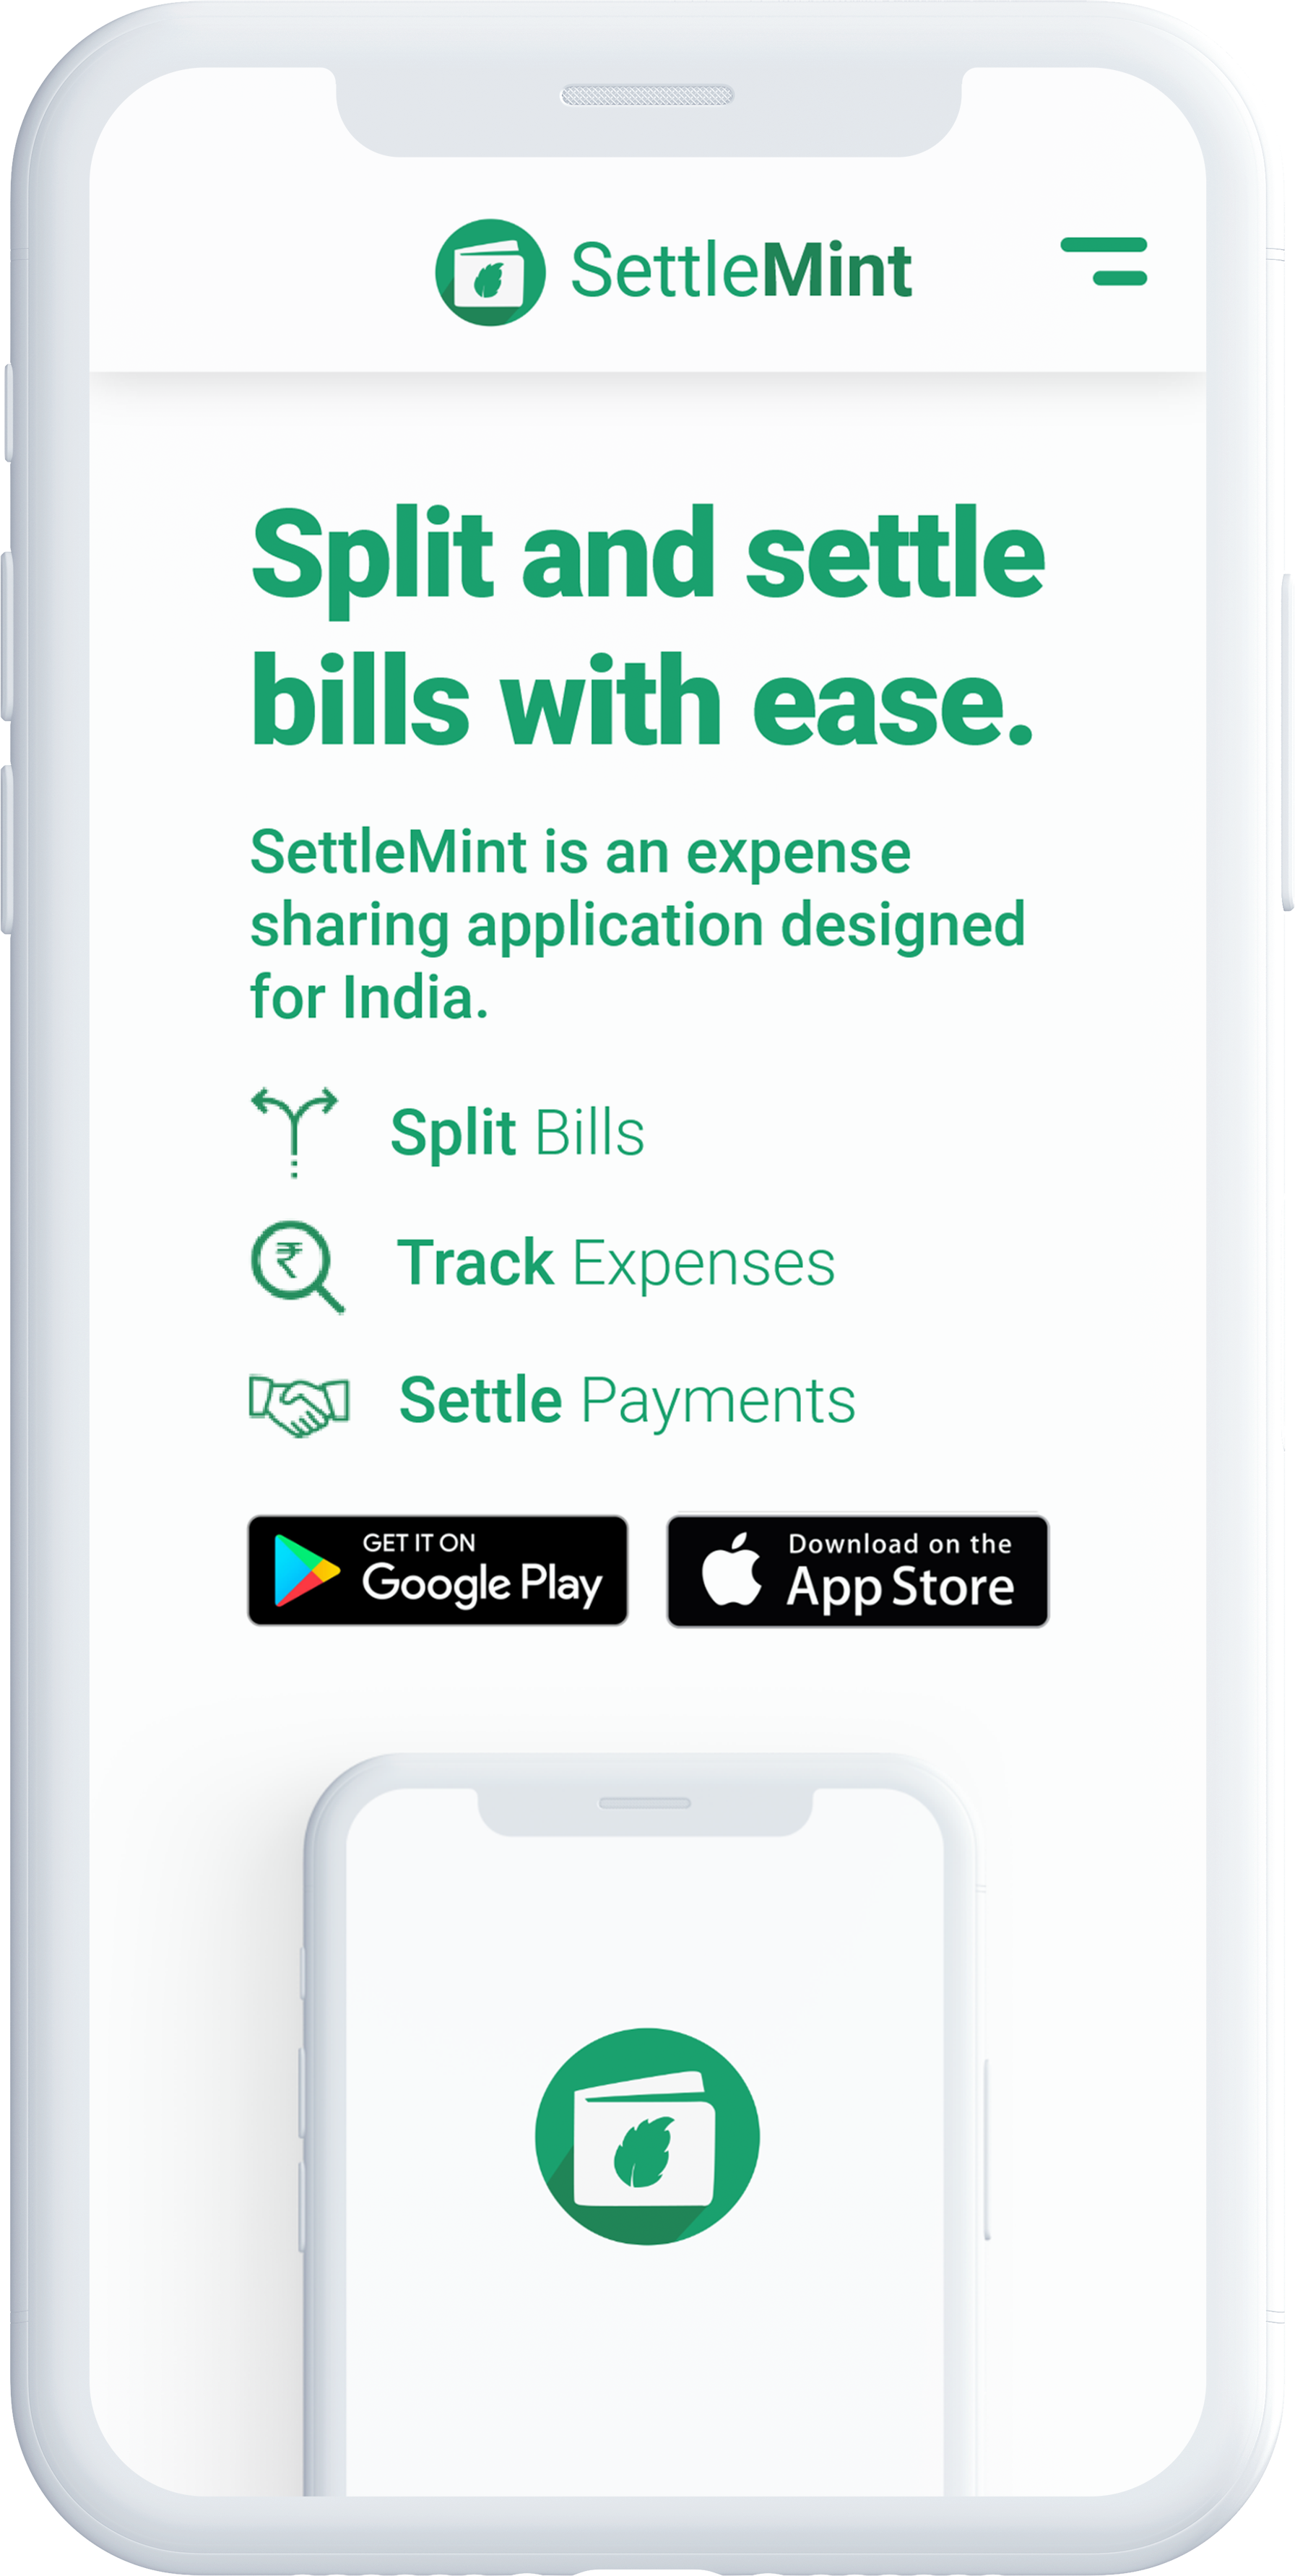 SettleMint
Split and settle
bills with ease.
SettleMint is an expense
sharing application designed
for India.
Split Bills
₹
Track Expenses
Settle Payments
GET IT ON
Google Play
Download on the
App Store